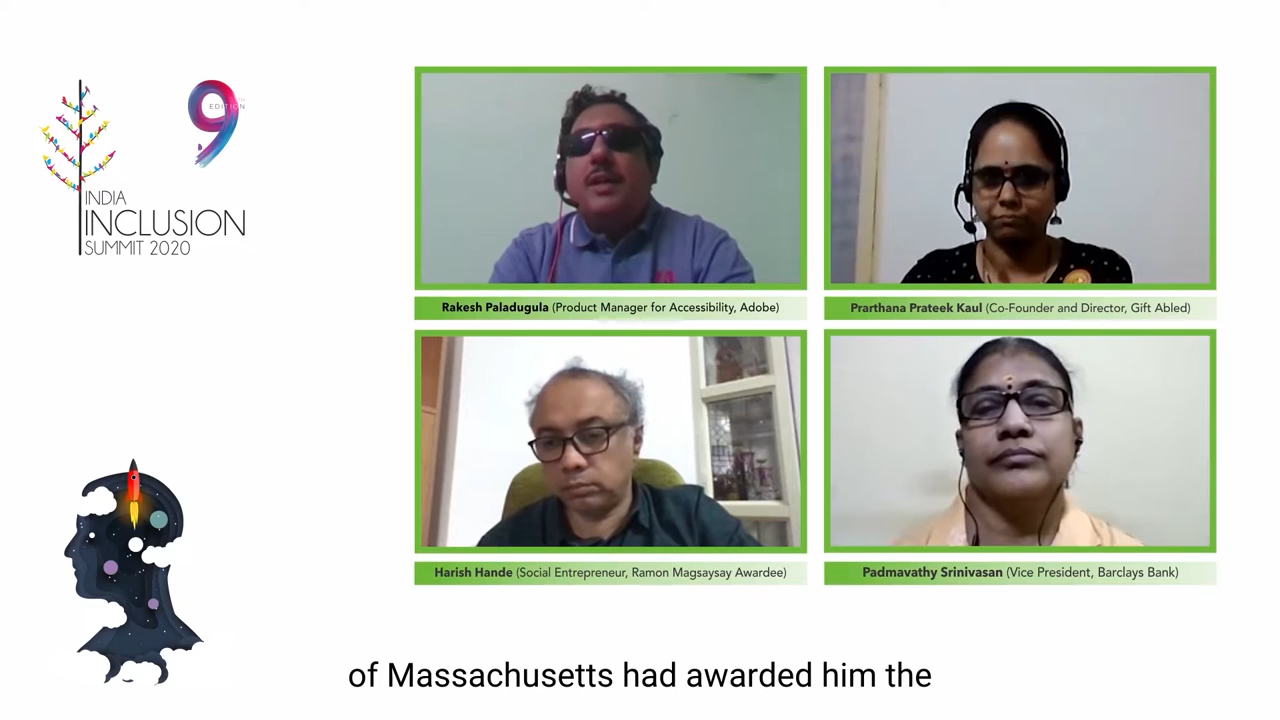 9
TH
EDITION
INDIA
INCLUSION
SUMMIT 2020
Rakesh Paladugula (Product Manager for Accessibility, Adobe)
Prarthana Prateek Kaul (Co-Founder and Director, Gift Abled)
Harish Hande (Social Entrepreneur, Ramon Magsaysay Awardee)
Padmavathy Srinivasan (Vice President, Barclays Bank)
of Massachusetts had awarded him the